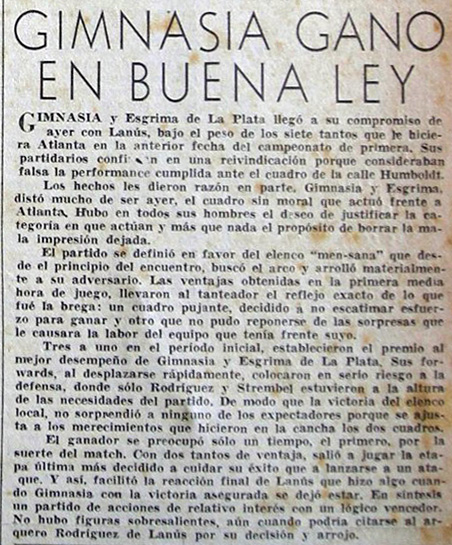 GIMNASIA GANO
EN BUENA LEY
GIMNASIA y Esgrima de La Plata llegó a su compromiso de
ayer con Lanús, bajo el peso de los siete tantos que le hicie-
ra Atlanta en la anterior fecha del campeonato de primera. Sus
partidarios confi an en una reivindicación porque consideraban
falsa la performance cumplida ante el cuadro de la calle Humboldt.
Los hechos les dieron razón en parte. Gimnasia y Esgrima,
distó mucho de ser ayer, el cuadro sin moral que actuó frente a
Atlanta. Hubo en todos sus hombres el deseo de justificar la ca-
tegoría en que actúan y más que nada el propósito de borrar la ma-
la impresión dejada.
El partido se definió en favor del elenco "men-sana" que des-
de el principio del encuentro, buscó el arco y arrolló materialmen-
te a su adversario. Las ventajas obtenidas en la primera media
hora de juego, llevaron al tanteador el reflejo exacto de lo que
fué la brega: un cuadro pujante, decidido a no escatimar esfuer-
zo para ganar y otro que no pudo reponerse de las sorpresas que
le causara la labor del equipo que tenía frente suyo.
Tres a uno en el período inicial, establecieron el premio al
mejor desempeño de Gimnasia y Esgrima de La Plata. Sus for-
wards, al desplazarse rápidamente, colocaron en serio riesgo a la
defensa, donde sólo Rodríguez y Strembel estuvieron a la altura
de las necesidades del partido. De modo que la victoria del elenco
local, no sorprendió a ninguno de los expectadores porque se ajus-
ta a los merecimientos que hicieron en la cancha los dos cuadros.
El ganador se preocupó sólo un tiempo, el primero, por la
suerte del match. Con dos tantos de ventaja, salió a jugar la eta-
pa última más decidido a cuidar su éxito que a lanzarse a un ata-
que. Y así, facilitó la reacción final de Lanús que hizo algo cuan-
do Gimnasia con la victoria asegurada se dejó estar. En síntesis
un partido de acciones de relativo interés con un lógico vencedor.
No hubo figuras sobresalientes, aún cuando podría citarse al ar-
quero Rodríguez de Lanús por su decisión y arrojo.